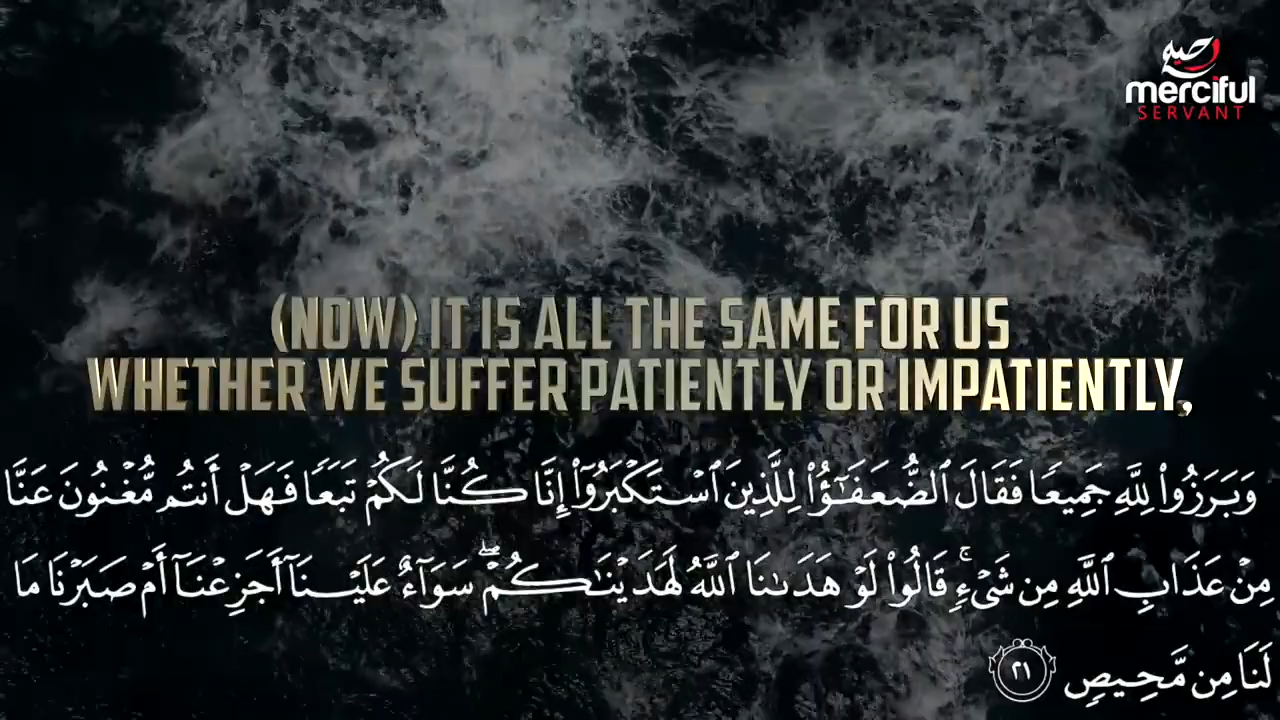 رحيم
merciful
SERVANT
(NOW) IT IS ALL THE SAME FOR US
WHETHER WE SUFFER PATIENTLY OR IMPATIENTLY,
وَبَرَزُوا۟ لِلَّهِ جَمِيعًا فَقَالَ ٱلضُّعَفَـٰٓؤُا۟ لِلَّذِينَ ٱسْتَكْبَرُوٓا۟ إِنَّا كُنَّا لَكُمْ تَبَعًا فَهَلْ أَنتُم مُّغْنُونَ عَنَّا
مِنْ عَذَابِ ٱللَّهِ مِن شَىْءٍۚ قَالُوا۟ لَوْ هَدَىٰنَا ٱللَّهُ لَهَدَيْنَـٰكُمْۖ سَوَآءٌ عَلَيْنَآ أَجَزِعْنَآ أَمْ صَبَرْنَا مَا
لَنَا مِن مَّحِيصٍ ٢١